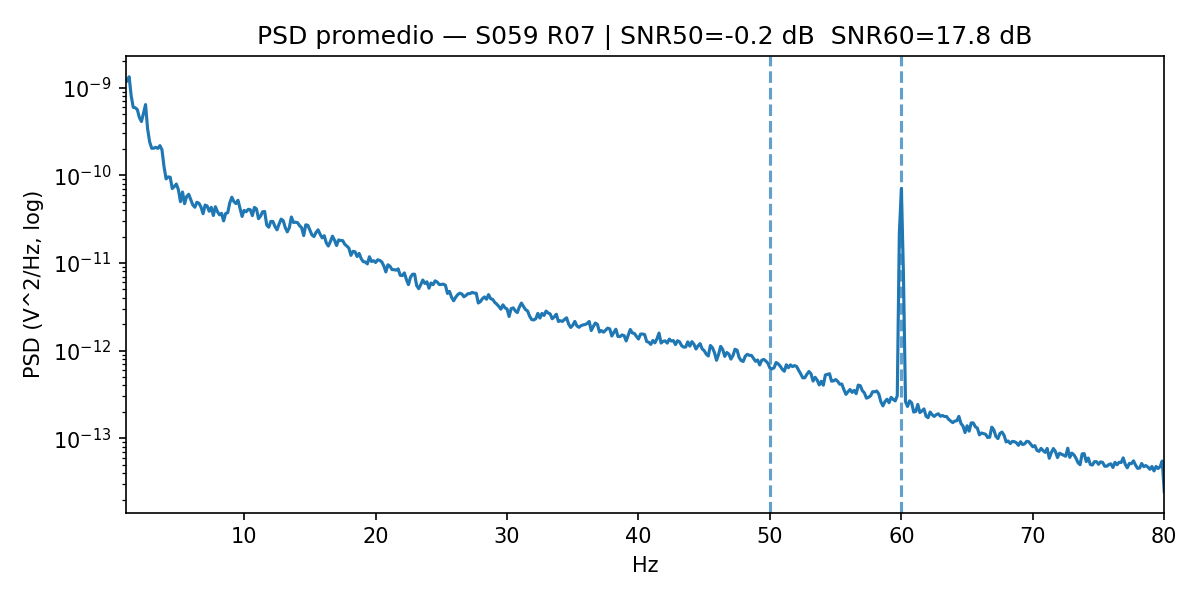 PSD promedio — S059 R07 | SNR50=-0.2 dB  SNR60=17.8 dB
PSD (V^2/Hz, log)
10⁻⁹
10⁻¹⁰
10⁻¹¹
10⁻¹²
10⁻¹³
10 20 30 40 50 60 70 80
Hz